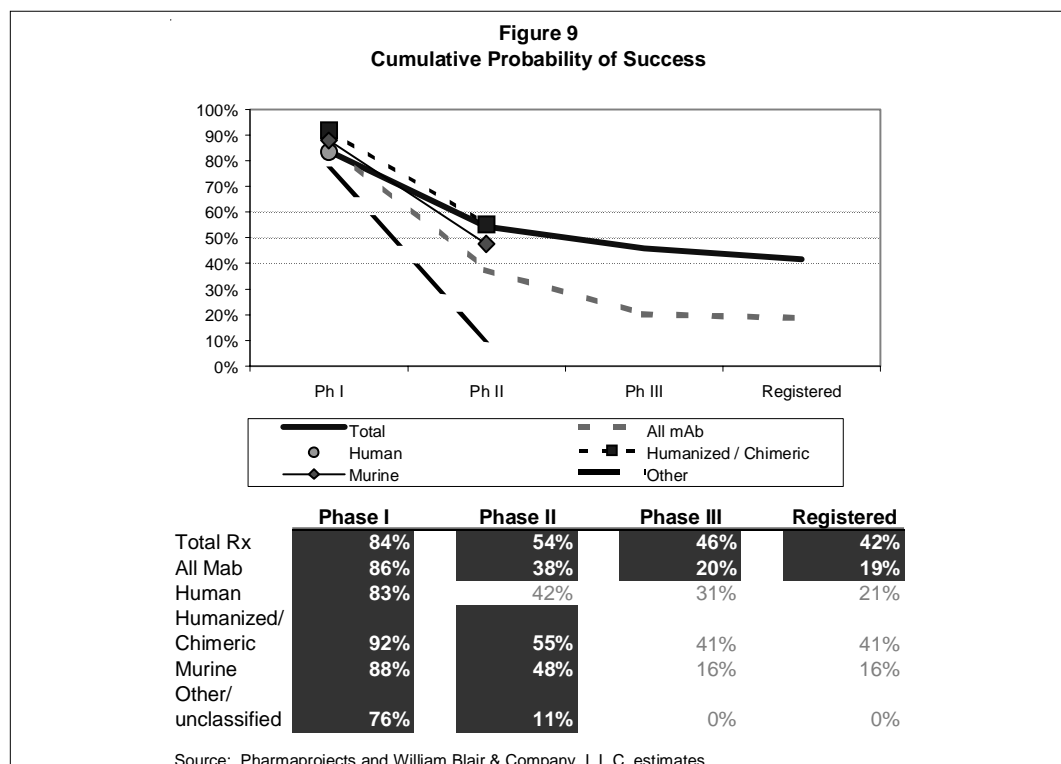 Figure 9
Cumulative Probability of Success
100%
90%
80%
70%
60%
50%
40%
30%
20%
10%
0%
Ph I Ph II Ph III Registered
Total All mAb
Human Humanized / Chimeric
Murine Other
Phase I Phase II Phase III Registered
Total Rx 84% 54% 46% 42%
All Mab 86% 38% 20% 19%
Human 83% 42% 31% 21%
Humanized/
Chimeric 92% 55% 41% 41%
Murine 88% 48% 16% 16%
Other/
unclassified 76% 11% 0% 0%
Source: Pharmaprojects and William Blair & Company, L.L.C. estimates